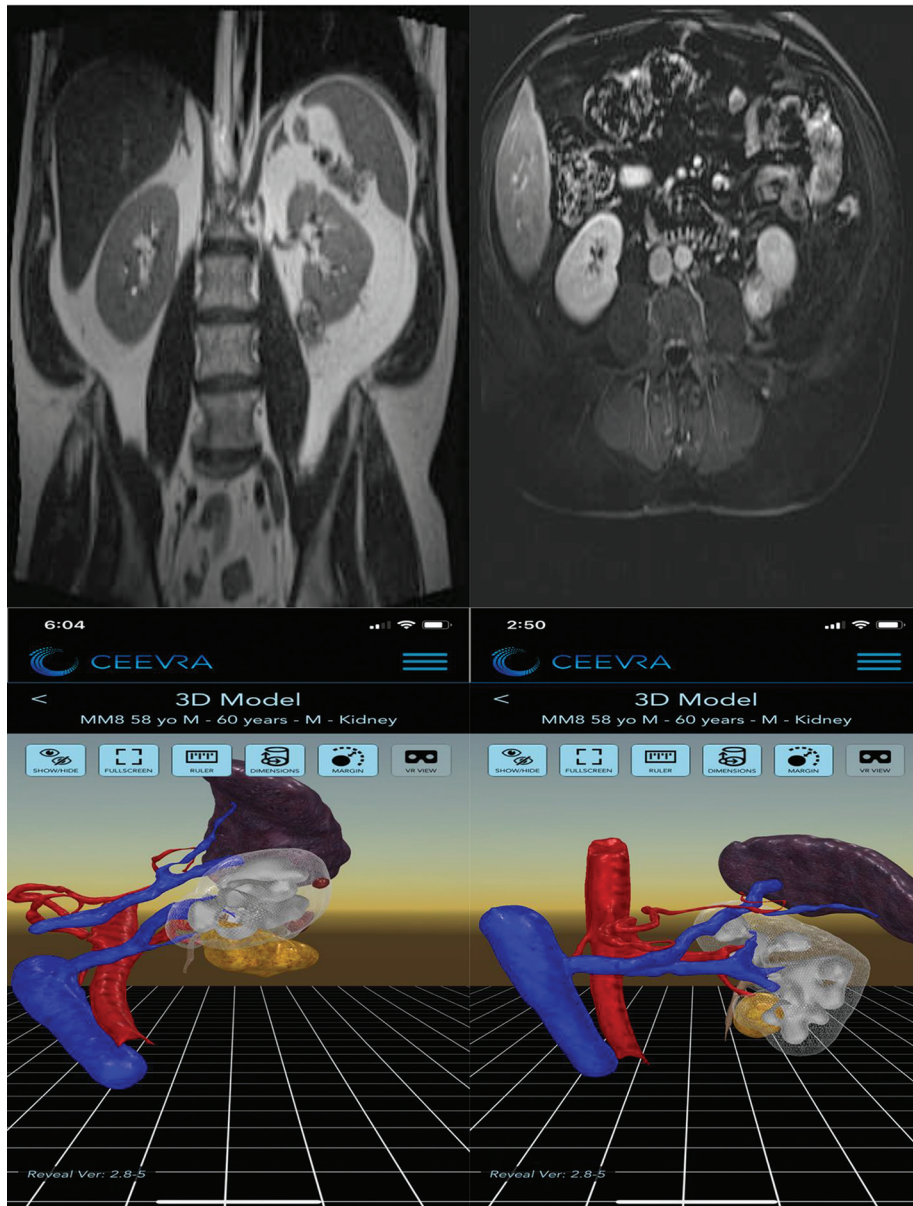 6:04
CEEVRA
<
3D Model
MM8 58 yo M - 60 years - M - Kidney
SHOW/HIDE
FULLSCREEN
RULER
DIMENSIONS
MARGIN
VR VIEW
Reveal Ver: 2.8-5
2:50
CEEVRA
<
3D Model
MM8 58 yo M - 60 years - M - Kidney
SHOW/HIDE
FULLSCREEN
RULER
DIMENSIONS
MARGIN
VR VIEW
Reveal Ver: 2.8-5